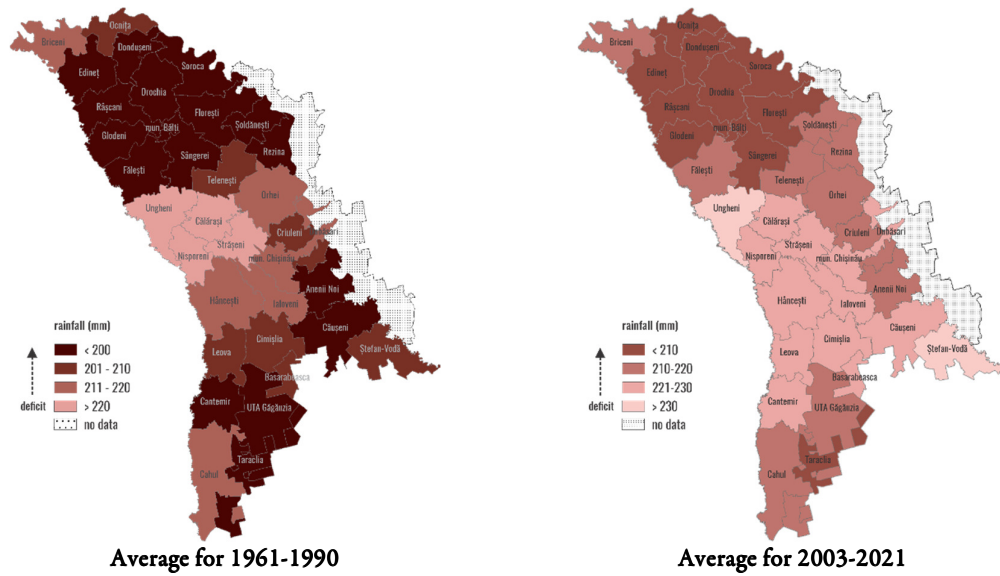 Ocnița
Briceni
Dondușeni
Soroca
Edineț
Drochia
Râșcani
Florești
mun. Bălți
Șoldănești
Glodeni
Sângerei
Rezina
Fălești
Telenești
Orhei
Ungheni
Călărași
Criuleni
Dubăsari
Strășeni
Nisporeni
mun. Chișinău
Anenii Noi
Hâncești
Ialoveni
Căușeni
Cimișlia
Ștefan-Vodă
Leova
Basarabeasca
Cantemir
UTA Găgăuzia
Taraclia
Cahul
rainfall (mm)
< 200
201 - 210
211 - 220
> 220
deficit
no data
Average for 1961-1990
Ocnița
Briceni
Dondușeni
Soroca
Edineț
Drochia
Râșcani
Florești
mun. Bălți
Șoldănești
Glodeni
Sângerei
Rezina
Fălești
Telenești
Orhei
Ungheni
Călărași
Criuleni
Dubăsari
Strășeni
Nisporeni
mun. Chișinău
Anenii Noi
Hâncești
Ialoveni
Căușeni
Cimișlia
Ștefan-Vodă
Leova
Basarabeasca
Cantemir
UTA Găgăuzia
Taraclia
Cahul
rainfall (mm)
< 210
210-220
221-230
> 230
deficit
no data
Average for 2003-2021